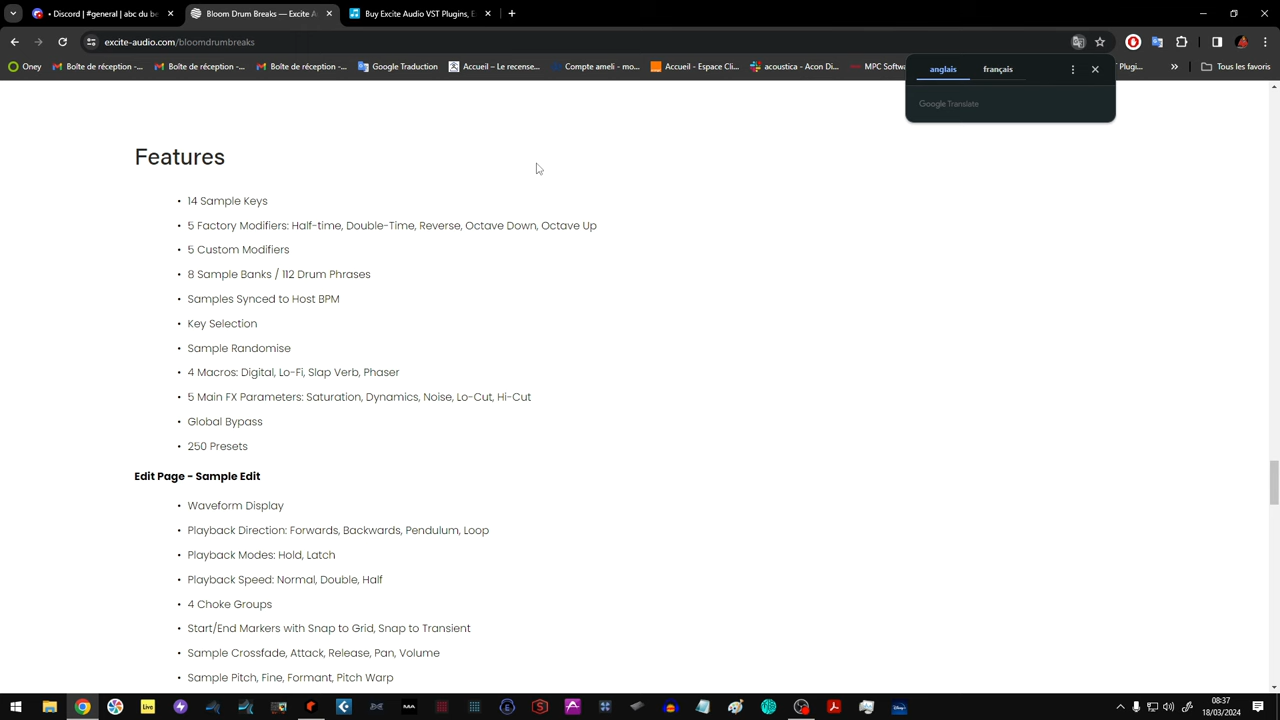 • Discord | #general | abc du be
Bloom Drum Breaks — Excite A
Buy Excite Audio VST Plugins, E
excite-audio.com/bloomdrumbreaks
Oney
Boîte de réception -...
Boîte de réception -...
Boîte de réception -...
Google Traduction
Accueil – Le recense...
Compte ameli - mo...
Accueil - Espace Cli...
acoustica - Acon Di...
MPC Softw
Plugi...
»
Tous les favoris
anglais
français
Google Translate
Features
• 14 Sample Keys
• 5 Factory Modifiers: Half-time, Double-Time, Reverse, Octave Down, Octave Up
• 5 Custom Modifiers
• 8 Sample Banks / 112 Drum Phrases
• Samples Synced to Host BPM
• Key Selection
• Sample Randomise
• 4 Macros: Digital, Lo-Fi, Slap Verb, Phaser
• 5 Main FX Parameters: Saturation, Dynamics, Noise, Lo-Cut, Hi-Cut
• Global Bypass
• 250 Presets
Edit Page - Sample Edit
• Waveform Display
• Playback Direction: Forwards, Backwards, Pendulum, Loop
• Playback Modes: Hold, Latch
• Playback Speed: Normal, Double, Half
• 4 Choke Groups
• Start/End Markers with Snap to Grid, Snap to Transient
• Sample Crossfade, Attack, Release, Pan, Volume
• Sample Pitch, Fine, Formant, Pitch Warp
Live
08:37
18/03/2024